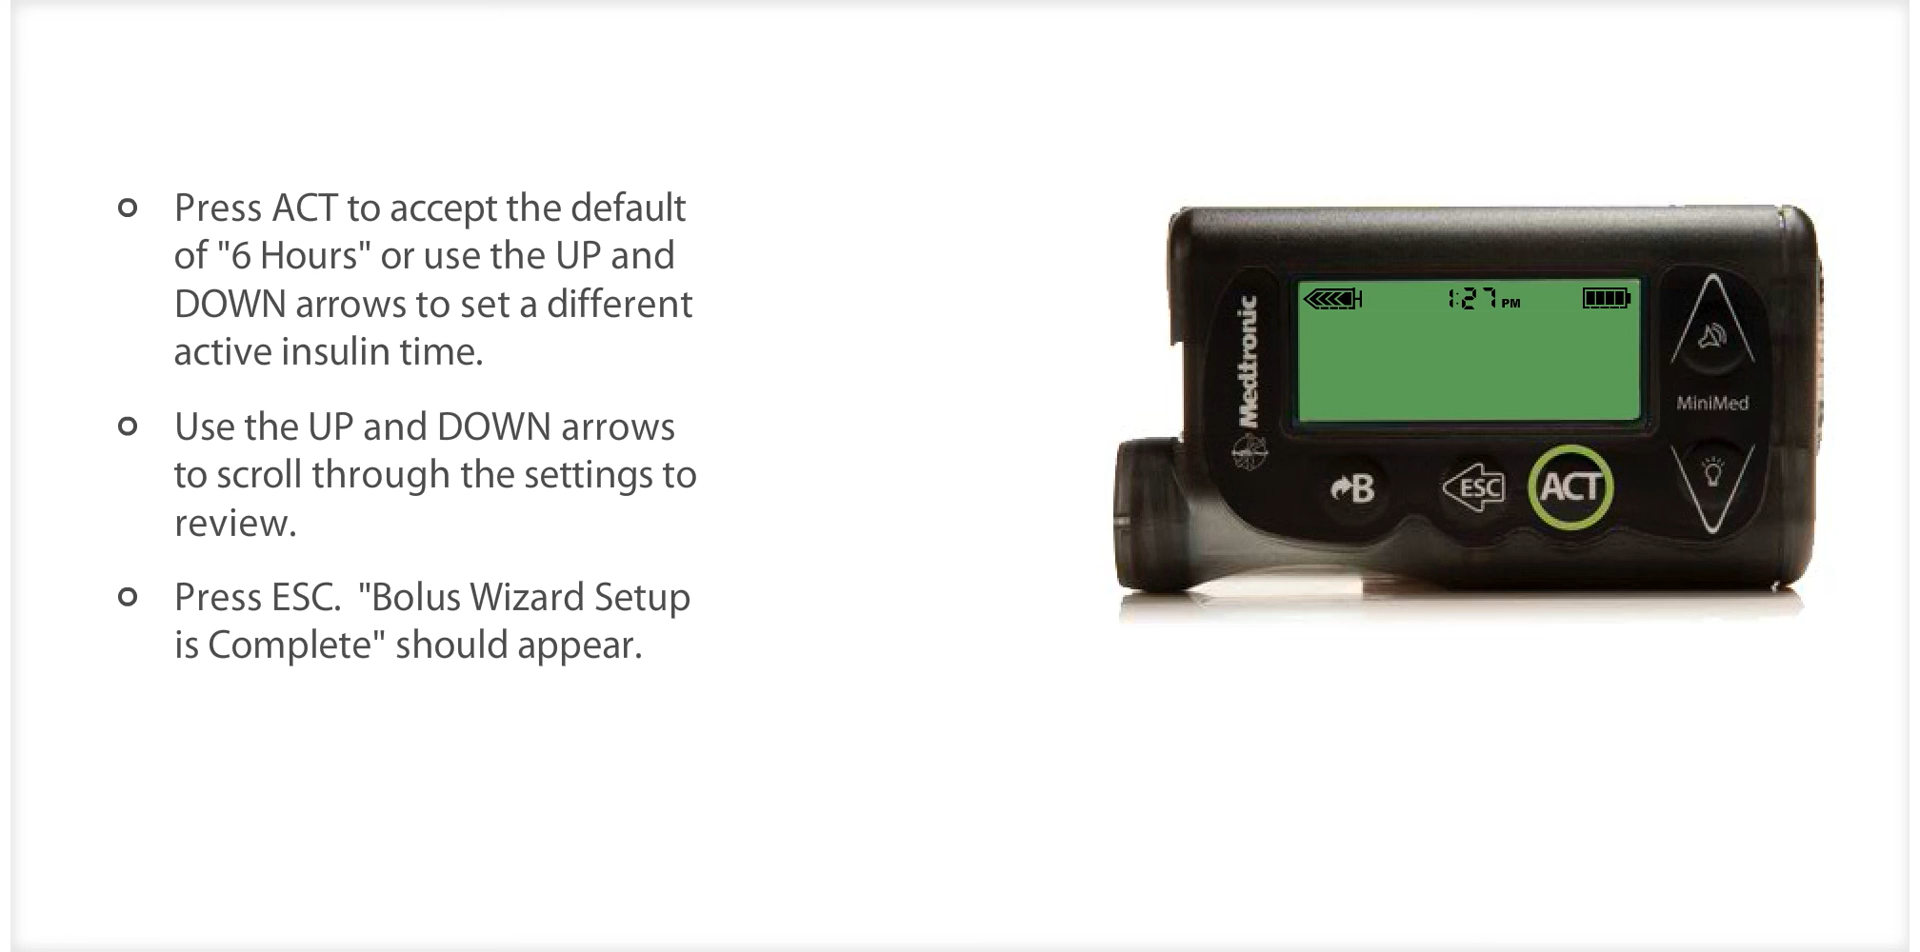 Press ACT to accept the default
of "6 Hours" or use the UP and
DOWN arrows to set a different
active insulin time.
Use the UP and DOWN arrows
to scroll through the settings to
review.
Press ESC.  "Bolus Wizard Setup
is Complete" should appear.
Medtronic
1:27 PM
MiniMed
B
ESC
ACT